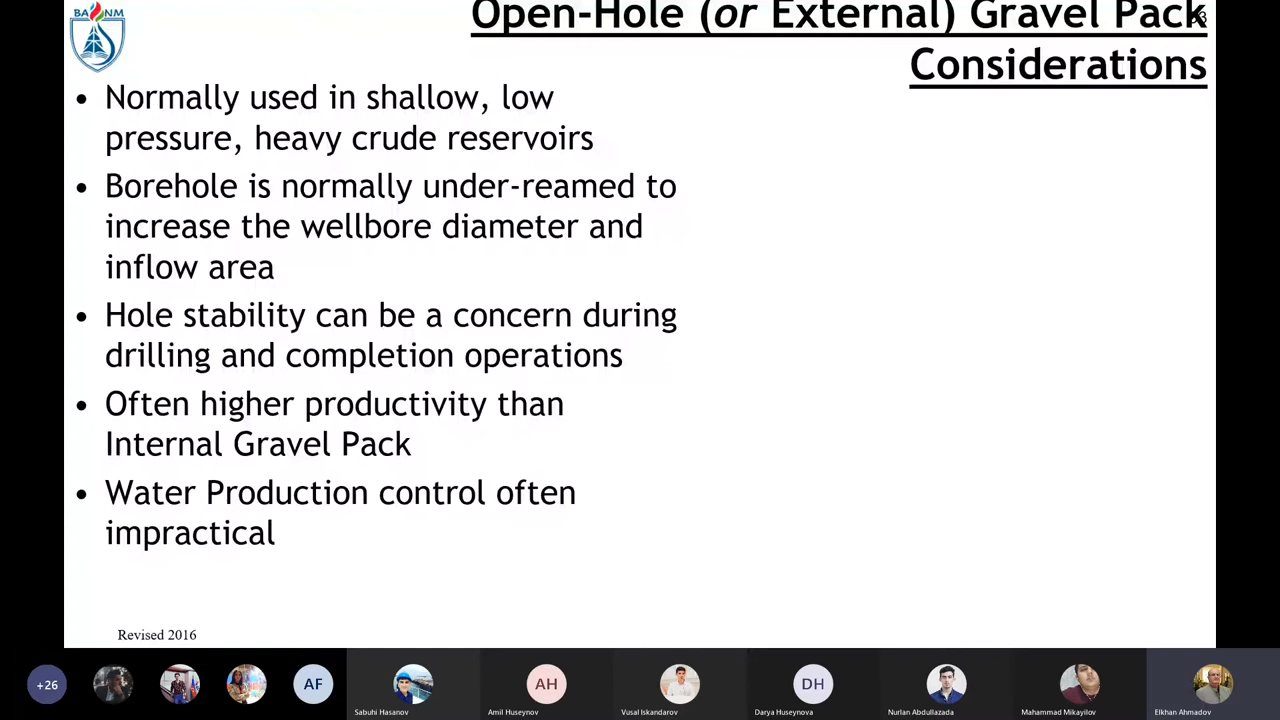 BANM
Open-Hole (or External) Gravel Pack
Considerations
• Normally used in shallow, low
pressure, heavy crude reservoirs
• Borehole is normally under-reamed to
increase the wellbore diameter and
inflow area
• Hole stability can be a concern during
drilling and completion operations
• Often higher productivity than
Internal Gravel Pack
• Water Production control often
impractical
Revised 2016
+26
AF
Sabuhi Hasanov
AH
Amil Huseynov
Vusal Iskandarov
DH
Darya Huseynova
Nurlan Abdullazada
Mahammad Mikayilov
Elkhan Ahmadov